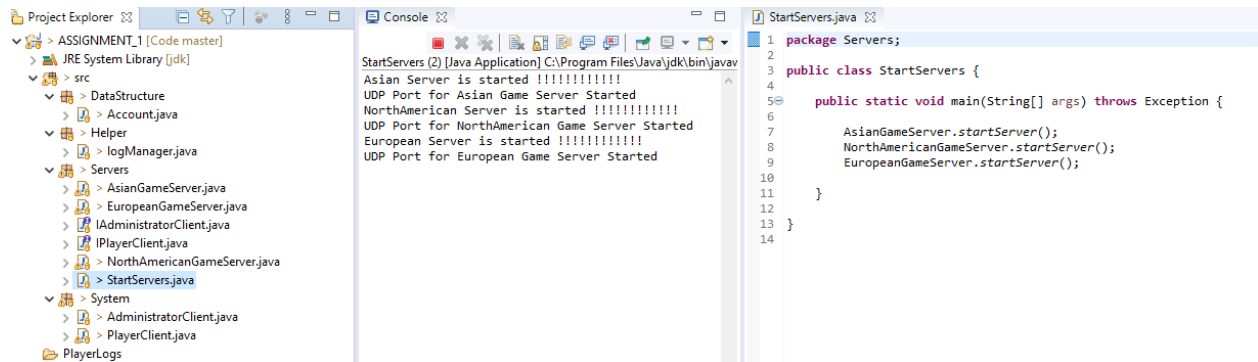 Project Explorer
ASSIGNMENT_1 [Code master]
JRE System Library [jdk]
> src
> DataStructure
> Account.java
> Helper
> logManager.java
> Servers
> AsianGameServer.java
> EuropeanGameServer.java
> IAdministratorClient.java
IPlayerClient.java
> NorthAmericanGameServer.java
> StartServers.java
> System
> AdministratorClient.java
> PlayerClient.java
PlayerLogs
Console
StartServers (2) [Java Application] C:\Program Files\Java\jdk\bin\javaw
Asian Server is started !!!!!!!!!!!!
UDP Port for Asian Game Server Started
NorthAmerican Server is started !!!!!!!!!!!!
UDP Port for NorthAmerican Game Server Started
European Server is started !!!!!!!!!!!!
UDP Port for European Game Server Started
StartServers.java
1 package Servers;
2
3 public class StartServers {
4
5 public static void main(String[] args) throws Exception {
6
7 AsianGameServer.startServer();
8 NorthAmericanGameServer.startServer();
9 EuropeanGameServer.startServer();
10
11 }
12
13 }
14